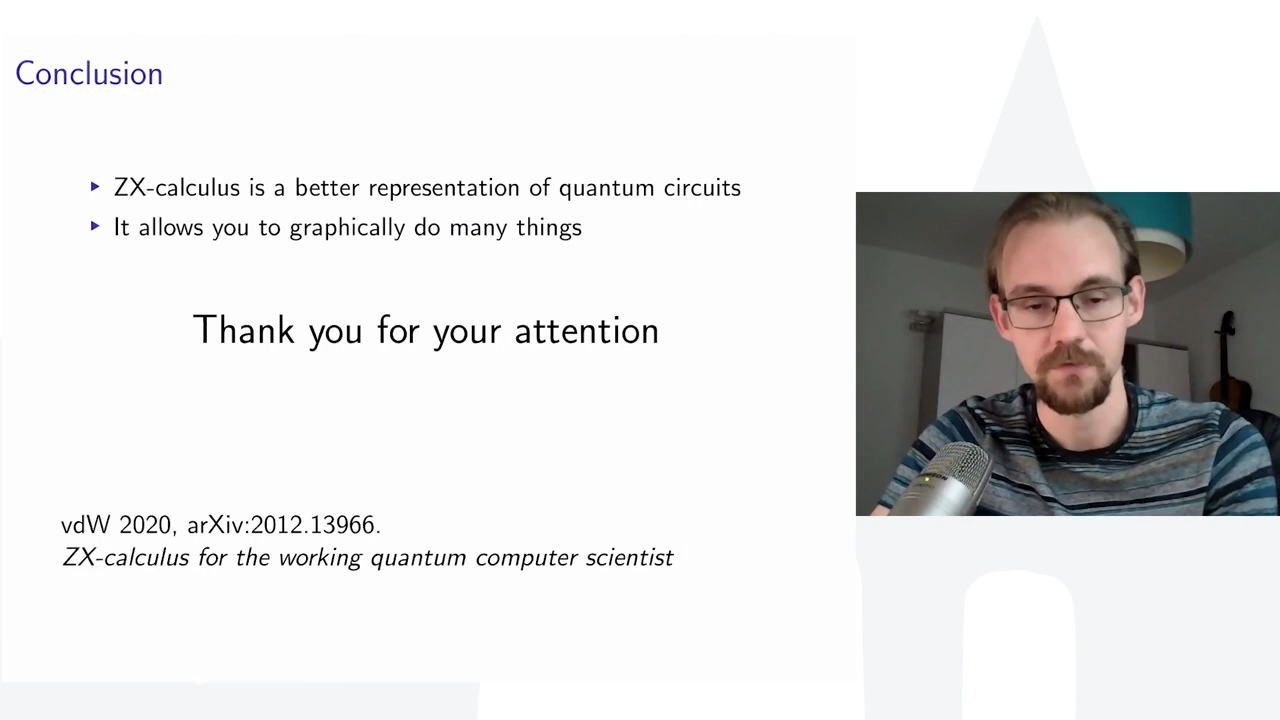 Conclusion
▸ ZX-calculus is a better representation of quantum circuits
▸ It allows you to graphically do many things
Thank you for your attention
vdW 2020, arXiv:2012.13966.
ZX-calculus for the working quantum computer scientist